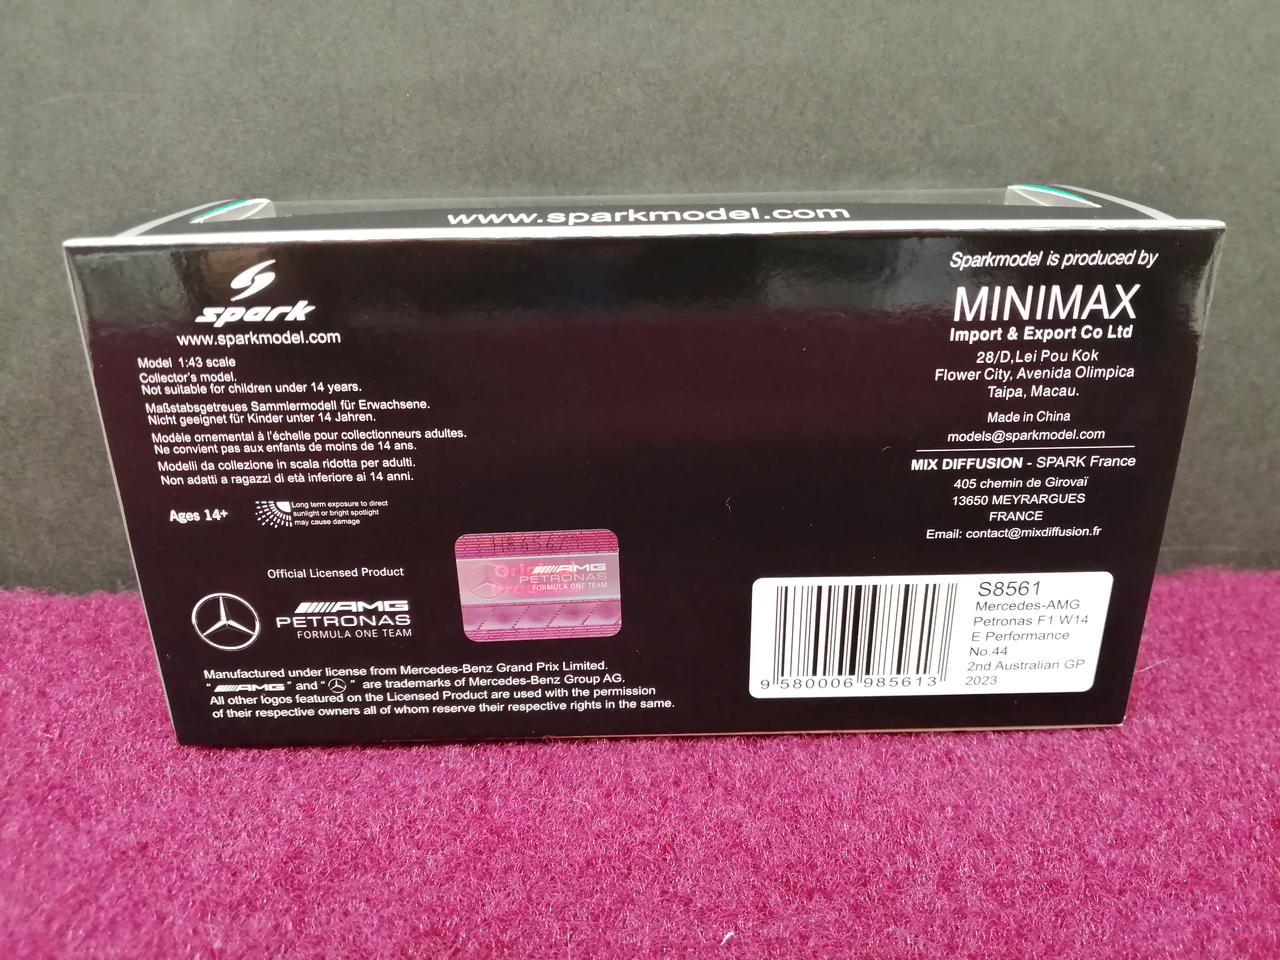 www.sparkmodel.com
spark
www.sparkmodel.com
Model 1:43 scale
Collector's model.
Not suitable for children under 14 years.
Maßstabsgetreues Sammlermodell für Erwachsene.
Nicht geeignet für Kinder unter 14 Jahren.
Modèle ornemental à l'échelle pour collectionneurs adultes.
Ne convient pas aux enfants de moins de 14 ans.
Modelli da collezione in scala ridotta per adulti.
Non adatti a ragazzi di età inferiore ai 14 anni.
Ages 14+
Long term exposure to direct
sunlight or bright spotlight
may cause damage
Official Licensed Product
AMG
PETRONAS
FORMULA ONE TEAM
AMG
PETRONAS
FORMULA ONE TEAM
Manufactured under license from Mercedes-Benz Grand Prix Limited.
"AMG" and " " are trademarks of Mercedes-Benz Group AG.
All other logos featured on the Licensed Product are used with the permission
of their respective owners all of whom reserve their respective rights in the same.
Sparkmodel is produced by
MINIMAX
Import & Export Co Ltd
28/D,Lei Pou Kok
Flower City, Avenida Olimpica
Taipa, Macau.
Made in China
models@sparkmodel.com
MIX DIFFUSION - SPARK France
405 chemin de Girovaï
13650 MEYRARGUES
FRANCE
Email: contact@mixdiffusion.fr
9 580006 985613
S8561
Mercedes-AMG
Petronas F1 W14
E Performance
No.44
2nd Australian GP
2023